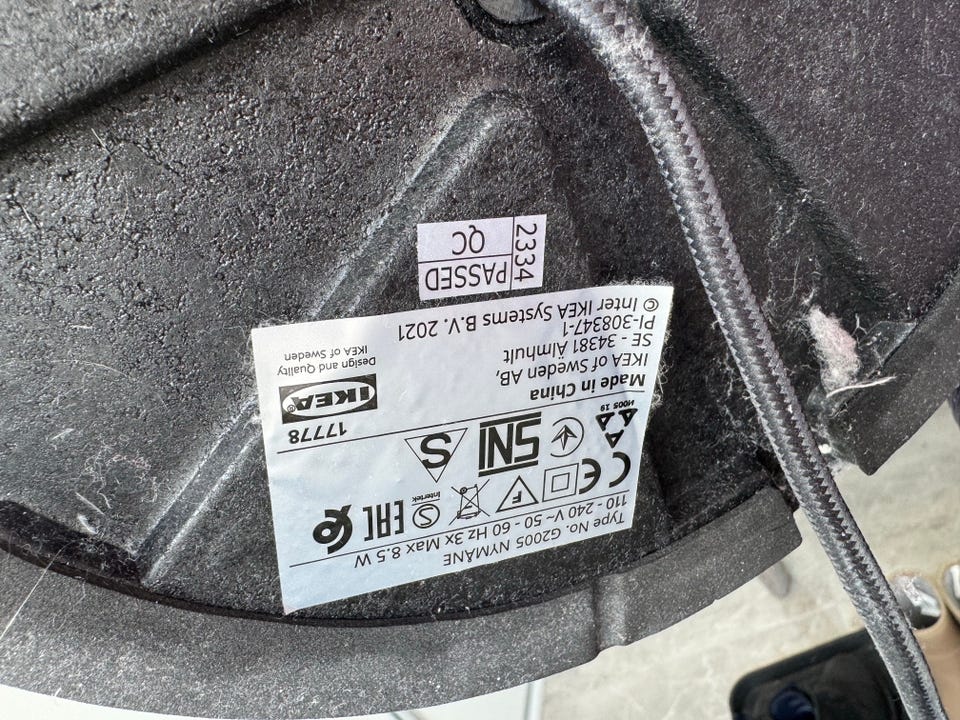 Type No. G2005 NYMÅNE
110 - 240 V~ 50 - 60 Hz 3x Max 8.5 W
CE F S Intertek EAC
SNI S
17778
IKEA®
Design and Quality
IKEA of Sweden
Made in China
IKEA of Sweden AB,
SE - 34381 Älmhult
PI-308347-1
© Inter IKEA Systems B.V. 2021
PASSED
QC
2334